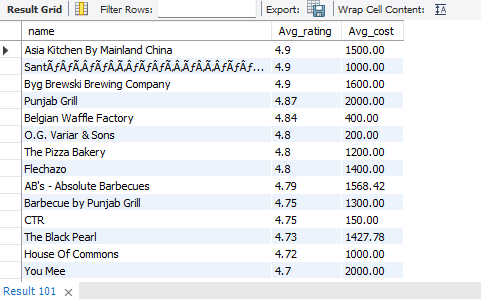 Result Grid Filter Rows: Export: Wrap Cell Content:
name Avg_rating Avg_cost
Asia Kitchen By Mainland China 4.9 1500.00
4.9 1000.00
Byg Brewski Brewing Company 4.9 1600.00
Punjab Grill 4.87 2000.00
Belgian Waffle Factory 4.84 400.00
O.G. Variar & Sons 4.8 200.00
The Pizza Bakery 4.8 1200.00
Flechazo 4.8 1400.00
AB's - Absolute Barbecues 4.79 1568.42
Barbecue by Punjab Grill 4.75 1300.00
CTR 4.75 150.00
The Black Pearl 4.73 1427.78
House Of Commons 4.72 1000.00
You Mee 4.7 2000.00
Result 101